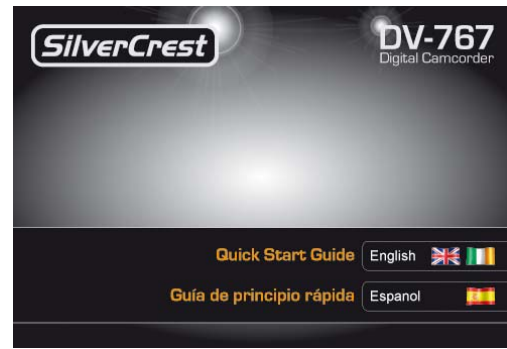 SilverCrest
DV-767
Digital Camcorder
Quick Start Guide English
Guía de principio rápida Espanol